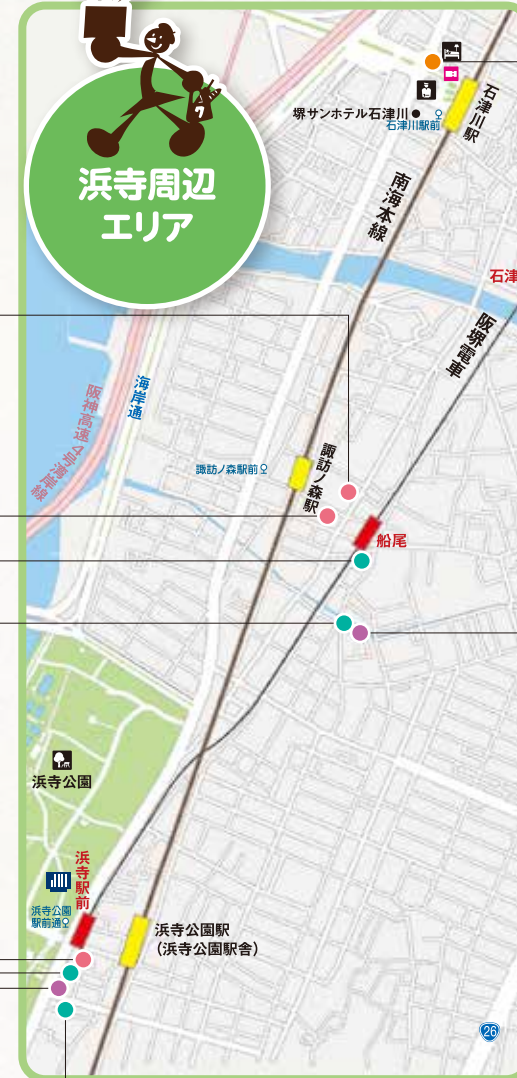 浜寺周辺
エリア
堺サンホテル石津川
石津川駅前
石津川駅
南海本線
石津
阪堺電車
海岸通
阪神高速4号湾岸線
諏訪ノ森駅前
諏訪ノ森駅
船尾
浜寺公園
浜寺駅前
浜寺公園
駅前通
浜寺公園駅
(浜寺公園駅舎)
26